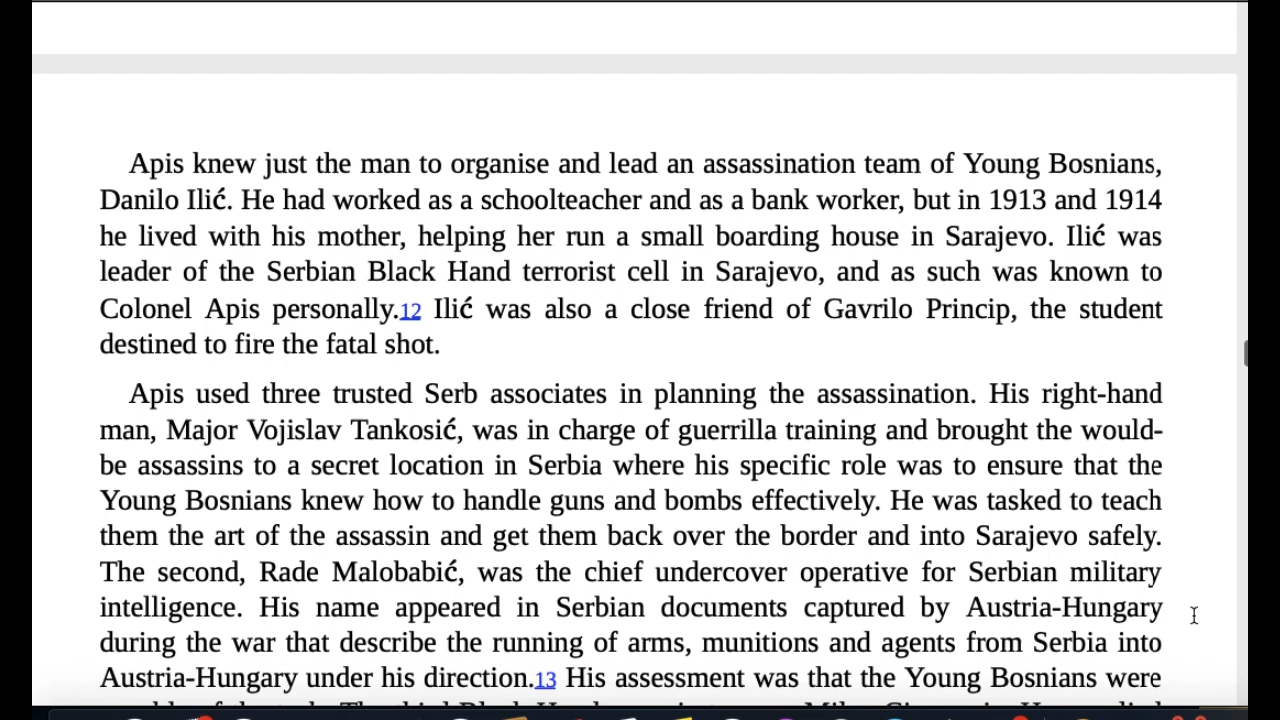 Apis knew just the man to organise and lead an assassination team of Young Bosnians,
Danilo Ilić. He had worked as a schoolteacher and as a bank worker, but in 1913 and 1914
he lived with his mother, helping her run a small boarding house in Sarajevo. Ilić was
leader of the Serbian Black Hand terrorist cell in Sarajevo, and as such was known to
Colonel Apis personally.12 Ilić was also a close friend of Gavrilo Princip, the student
destined to fire the fatal shot.
Apis used three trusted Serb associates in planning the assassination. His right-hand
man, Major Vojislav Tankosić, was in charge of guerrilla training and brought the would-
be assassins to a secret location in Serbia where his specific role was to ensure that the
Young Bosnians knew how to handle guns and bombs effectively. He was tasked to teach
them the art of the assassin and get them back over the border and into Sarajevo safely.
The second, Rade Malobabić, was the chief undercover operative for Serbian military
intelligence. His name appeared in Serbian documents captured by Austria-Hungary
during the war that describe the running of arms, munitions and agents from Serbia into
Austria-Hungary under his direction.13 His assessment was that the Young Bosnians were